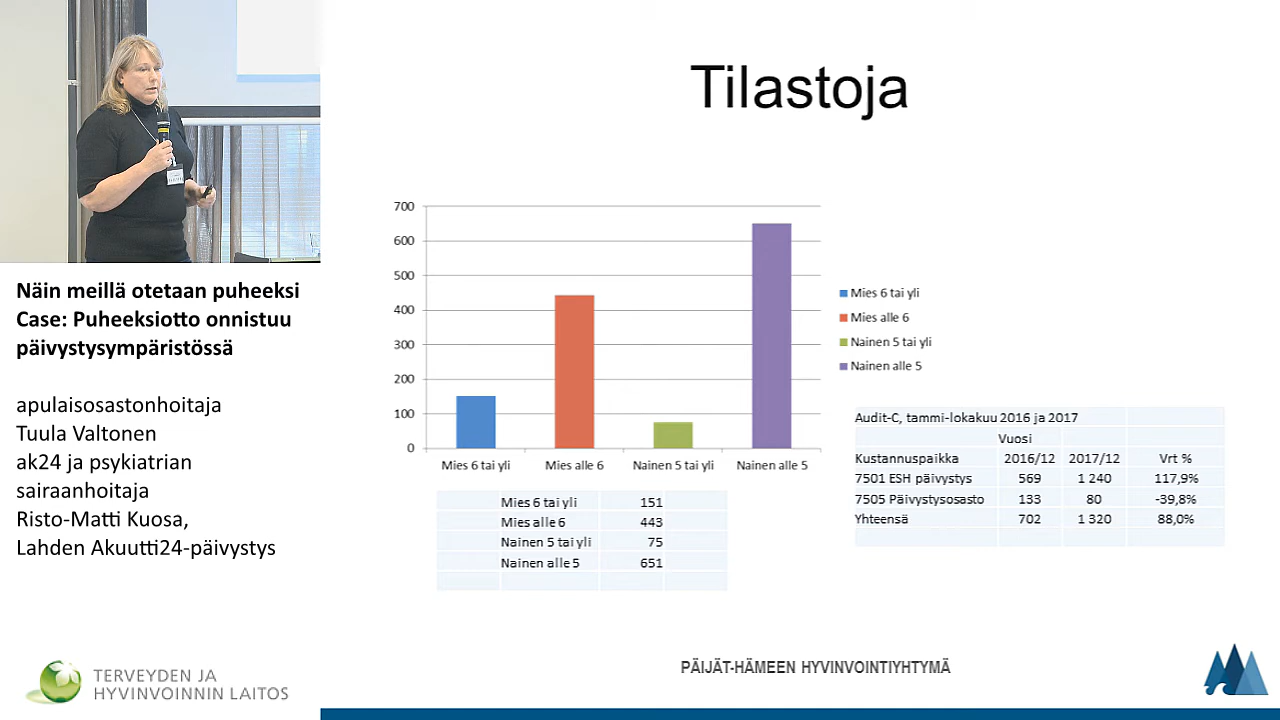 Tilastoja
Näin meillä otetaan puheeksi
Case: Puheeksiotto onnistuu
päivystysympäristössä
apulaisosastonhoitaja
Tuula Valtonen
ak24 ja psykiatrian
sairaanhoitaja
Risto-Matti Kuosa,
Lahden Akuutti24-päivystys
TERVEYDEN JA
HYVINVOINNIN LAITOS
700
600
500
400
300
200
100
0
Mies 6 tai yli Mies alle 6 Nainen 5 tai yli Nainen alle 5
Mies 6 tai yli
Mies alle 6
Nainen 5 tai yli
Nainen alle 5
Mies 6 tai yli 151
Mies alle 6 443
Nainen 5 tai yli 75
Nainen alle 5 651
Audit-C, tammi-lokakuu 2016 ja 2017
Vuosi
Kustannuspaikka 2016/12 2017/12 Vrt %
7501 ESH päivystys 569 1 240 117,9%
7505 Päivystysosasto 133 80 -39,8%
Yhteensä 702 1 320 88,0%
PÄIJÄT-HÄMEEN HYVINVOINTIYHTYMÄ